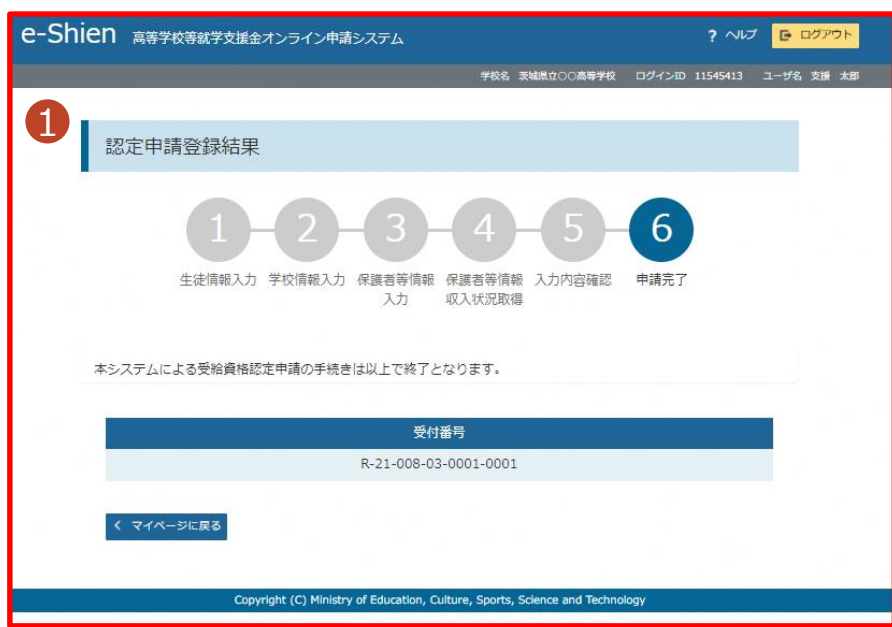 e-Shien 高等学校等就学支援金オンライン申請システム ? ヘルプ ログアウト
学校名 茨城県立〇〇高等学校 ログインID 11545413 ユーザ名 支援 太郎
1
認定申請登録結果
1 2 3 4 5 6
生徒情報入力 学校情報入力 保護者等情報 保護者等情報 入力内容確認 申請完了
入力 収入状況取得
本システムによる受給資格認定申請の手続きは以上で終了となります。
受付番号
R-21-008-03-0001-0001
< マイページに戻る
Copyright (C) Ministry of Education, Culture, Sports, Science and Technology